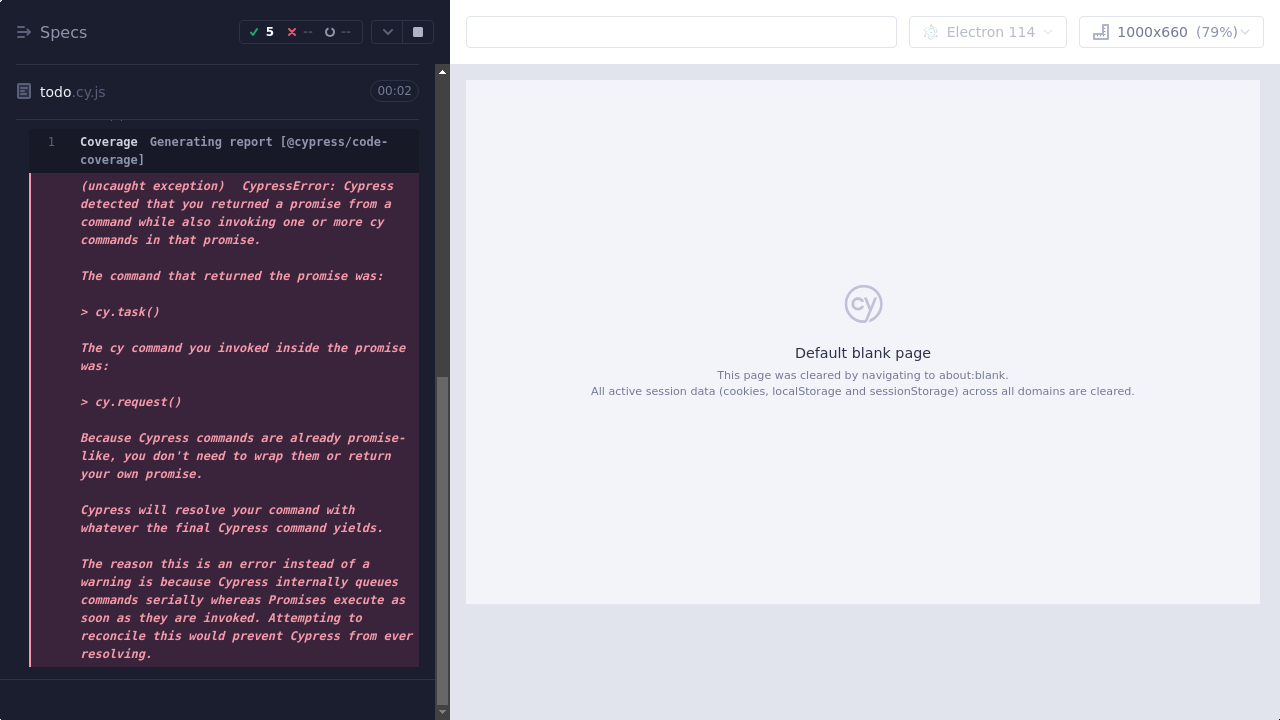 Specs
5
--
--
Electron 114
1000x660 (79%)
todo.cy.js
00:02
1
Coverage Generating report [@cypress/code-
coverage]
(uncaught exception) CypressError: Cypress
detected that you returned a promise from a
command while also invoking one or more cy
commands in that promise.
The command that returned the promise was:
> cy.task()
The cy command you invoked inside the promise
was:
> cy.request()
Because Cypress commands are already promise-
like, you don't need to wrap them or return
your own promise.
Cypress will resolve your command with
whatever the final Cypress command yields.
The reason this is an error instead of a
warning is because Cypress internally queues
commands serially whereas Promises execute as
soon as they are invoked. Attempting to
reconcile this would prevent Cypress from ever
resolving.
cy
Default blank page
This page was cleared by navigating to about:blank.
All active session data (cookies, localStorage and sessionStorage) across all domains are cleared.